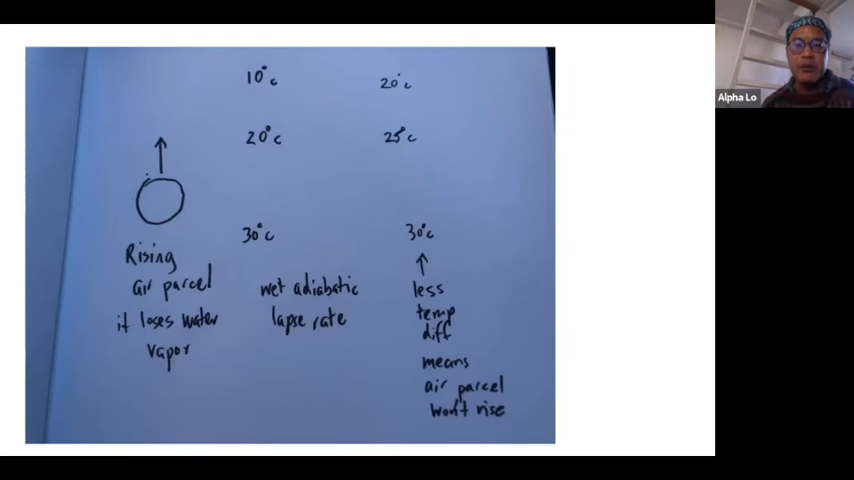 10°C
20°C
20°C
25°C
30°C
30°C
Rising
air parcel
it loses water
vapor
wet adiabatic
lapse rate
less
temp
diff
means
air parcel
won't rise
Alpha Lo